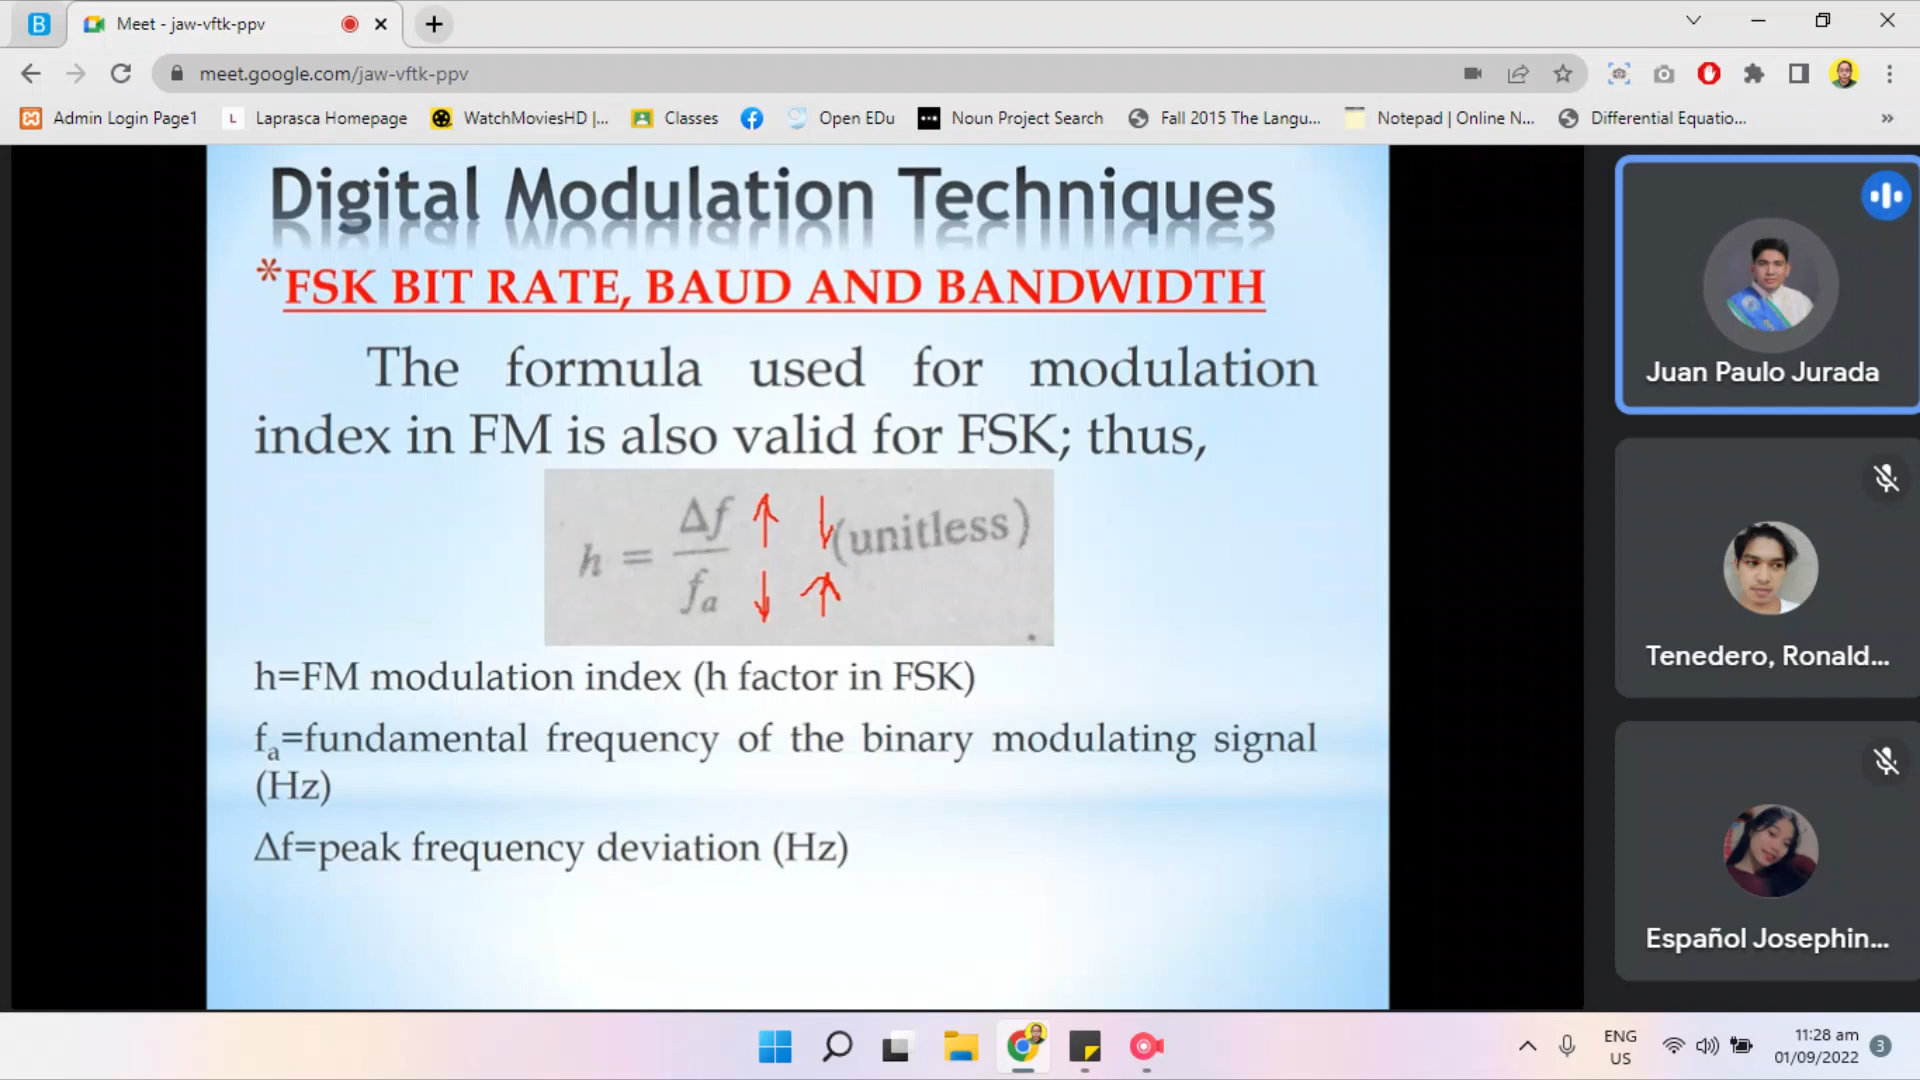 B
Meet - jaw-vftk-ppv
meet.google.com/jaw-vftk-ppv
Admin Login Page1
L
Laprasca Homepage
WatchMoviesHD |...
Classes
Open EDu
Noun Project Search
Fall 2015 The Langu...
Notepad | Online N...
Differential Equatio...
»
Digital Modulation Techniques
*FSK BIT RATE, BAUD AND BANDWIDTH
The formula used for modulation
index in FM is also valid for FSK; thus,
h = Δf / fₐ ↑ ↓ ↓ ↑ (unitless)
h=FM modulation index (h factor in FSK)
fₐ=fundamental frequency of the binary modulating signal
(Hz)
Δf=peak frequency deviation (Hz)
Juan Paulo Jurada
Tenedero, Ronald...
Español Josephin...
ENG
US
11:28 am
01/09/2022
3